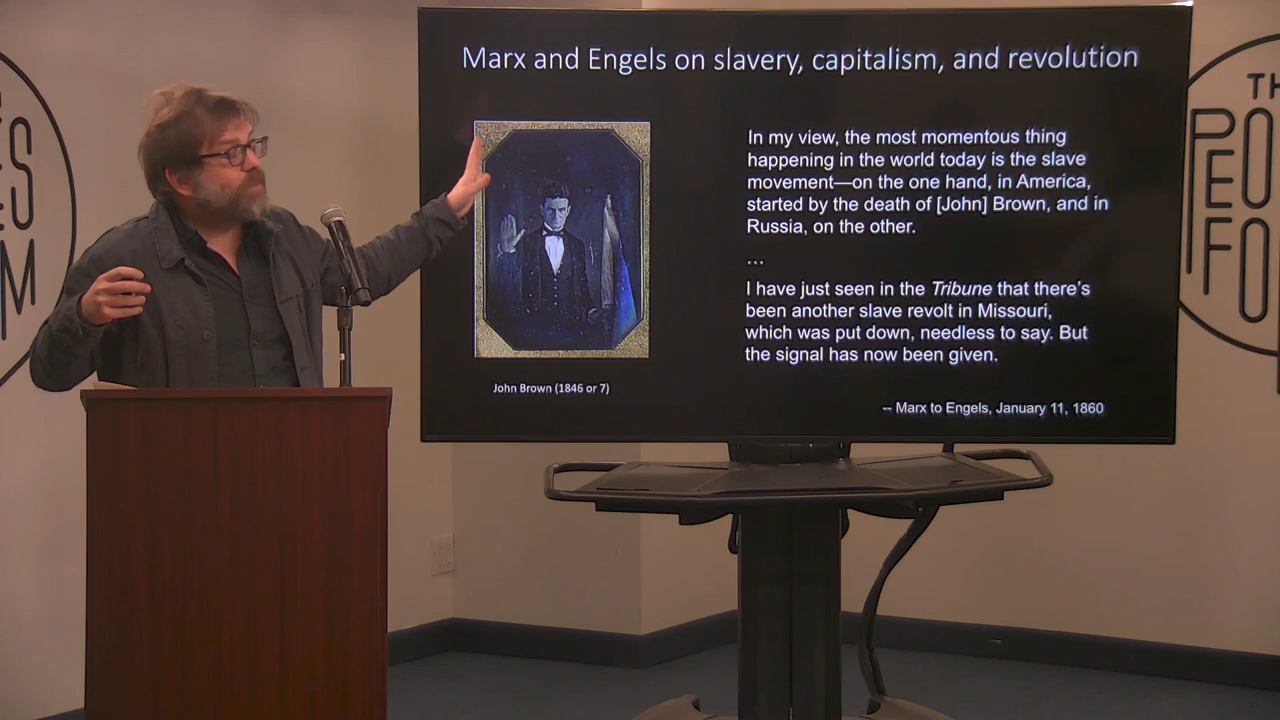 Marx and Engels on slavery, capitalism, and revolution
In my view, the most momentous thing
happening in the world today is the slave
movement—on the one hand, in America,
started by the death of [John] Brown, and in
Russia, on the other.
...
I have just seen in the Tribune that there's
been another slave revolt in Missouri,
which was put down, needless to say. But
the signal has now been given.
John Brown (1846 or 7)
-- Marx to Engels, January 11, 1860